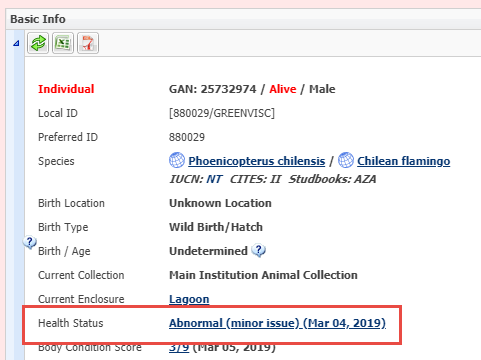 Basic Info
Individual GAN: 25732974 / Alive / Male
Local ID [880029/GREENVISC]
Preferred ID 880029
Species Phoenicopterus chilensis / Chilean flamingo
IUCN: NT CITES: II Studbooks: AZA
Birth Location Unknown Location
Birth Type Wild Birth/Hatch
Birth / Age Undetermined ?
Current Collection Main Institution Animal Collection
Current Enclosure Lagoon
Health Status Abnormal (minor issue) (Mar 04, 2019)
Body Condition Score 3/9 (Mar 05, 2019)